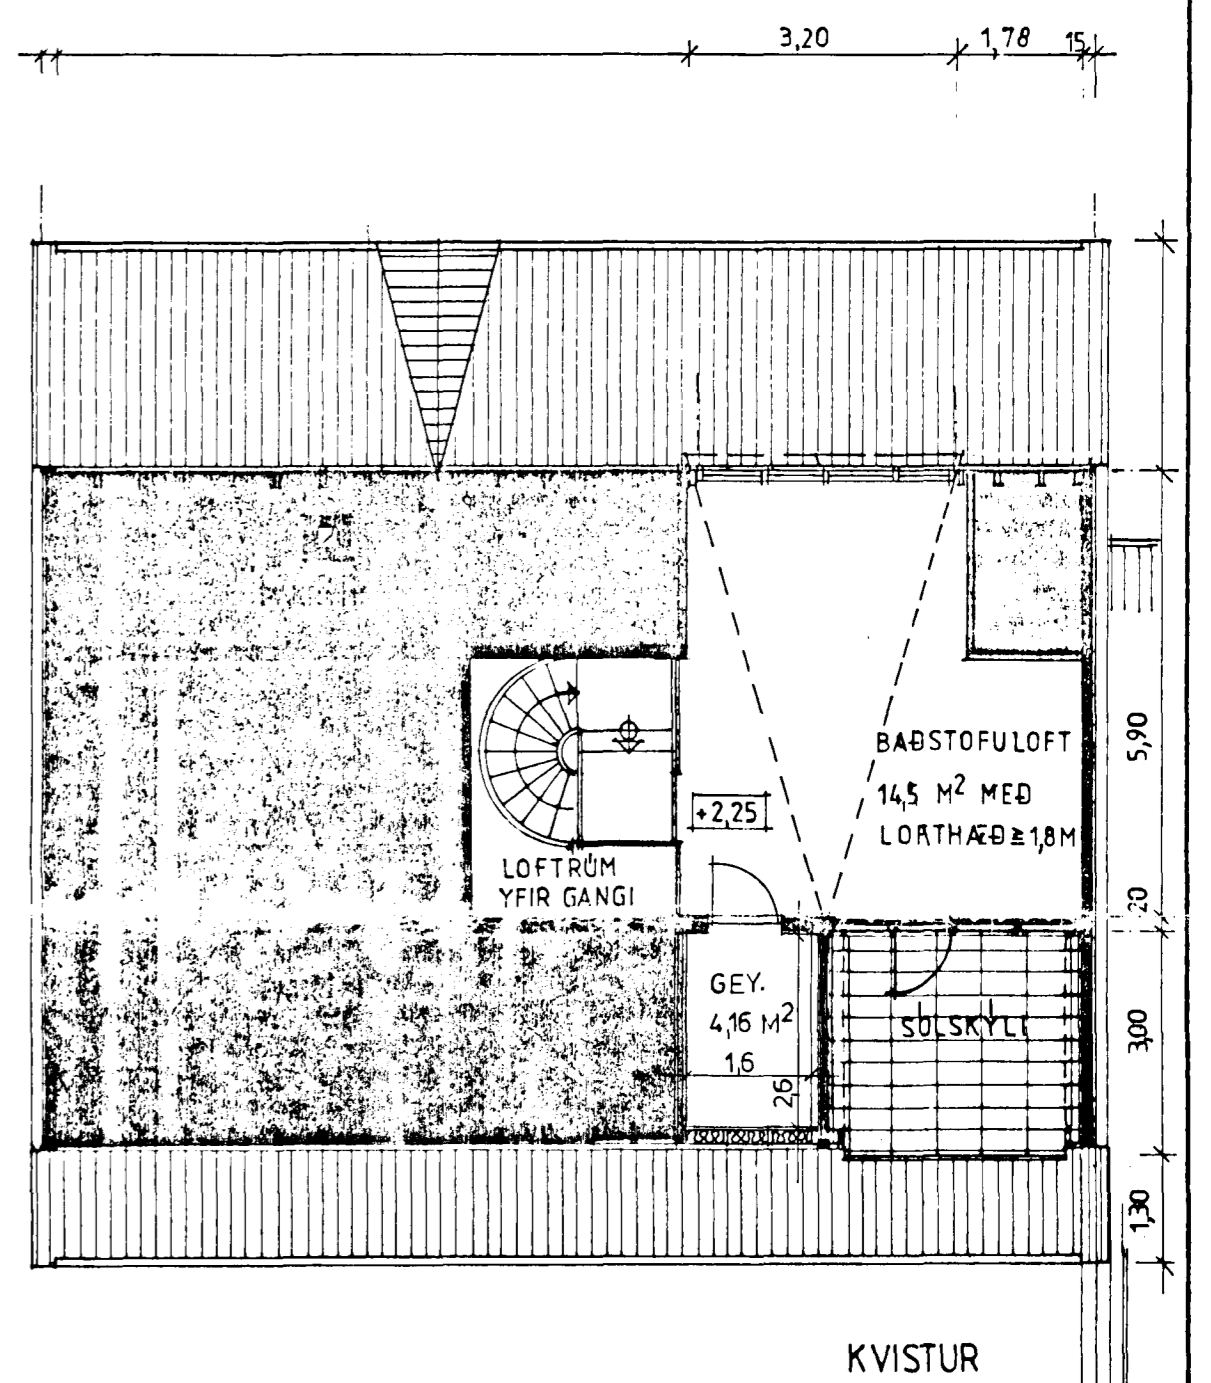 3,20
1,78
15
BAÐSTOFULOFT
14,5 M² MEÐ
LOFTHÆÐ ≥ 1,8 M
5,90
+2,25
LOFTRÚM
YFIR GANGI
20
GEY.
4,16 M²
1,6
2,6
SÓLSKÝLI
3,00
1,30
KVISTUR